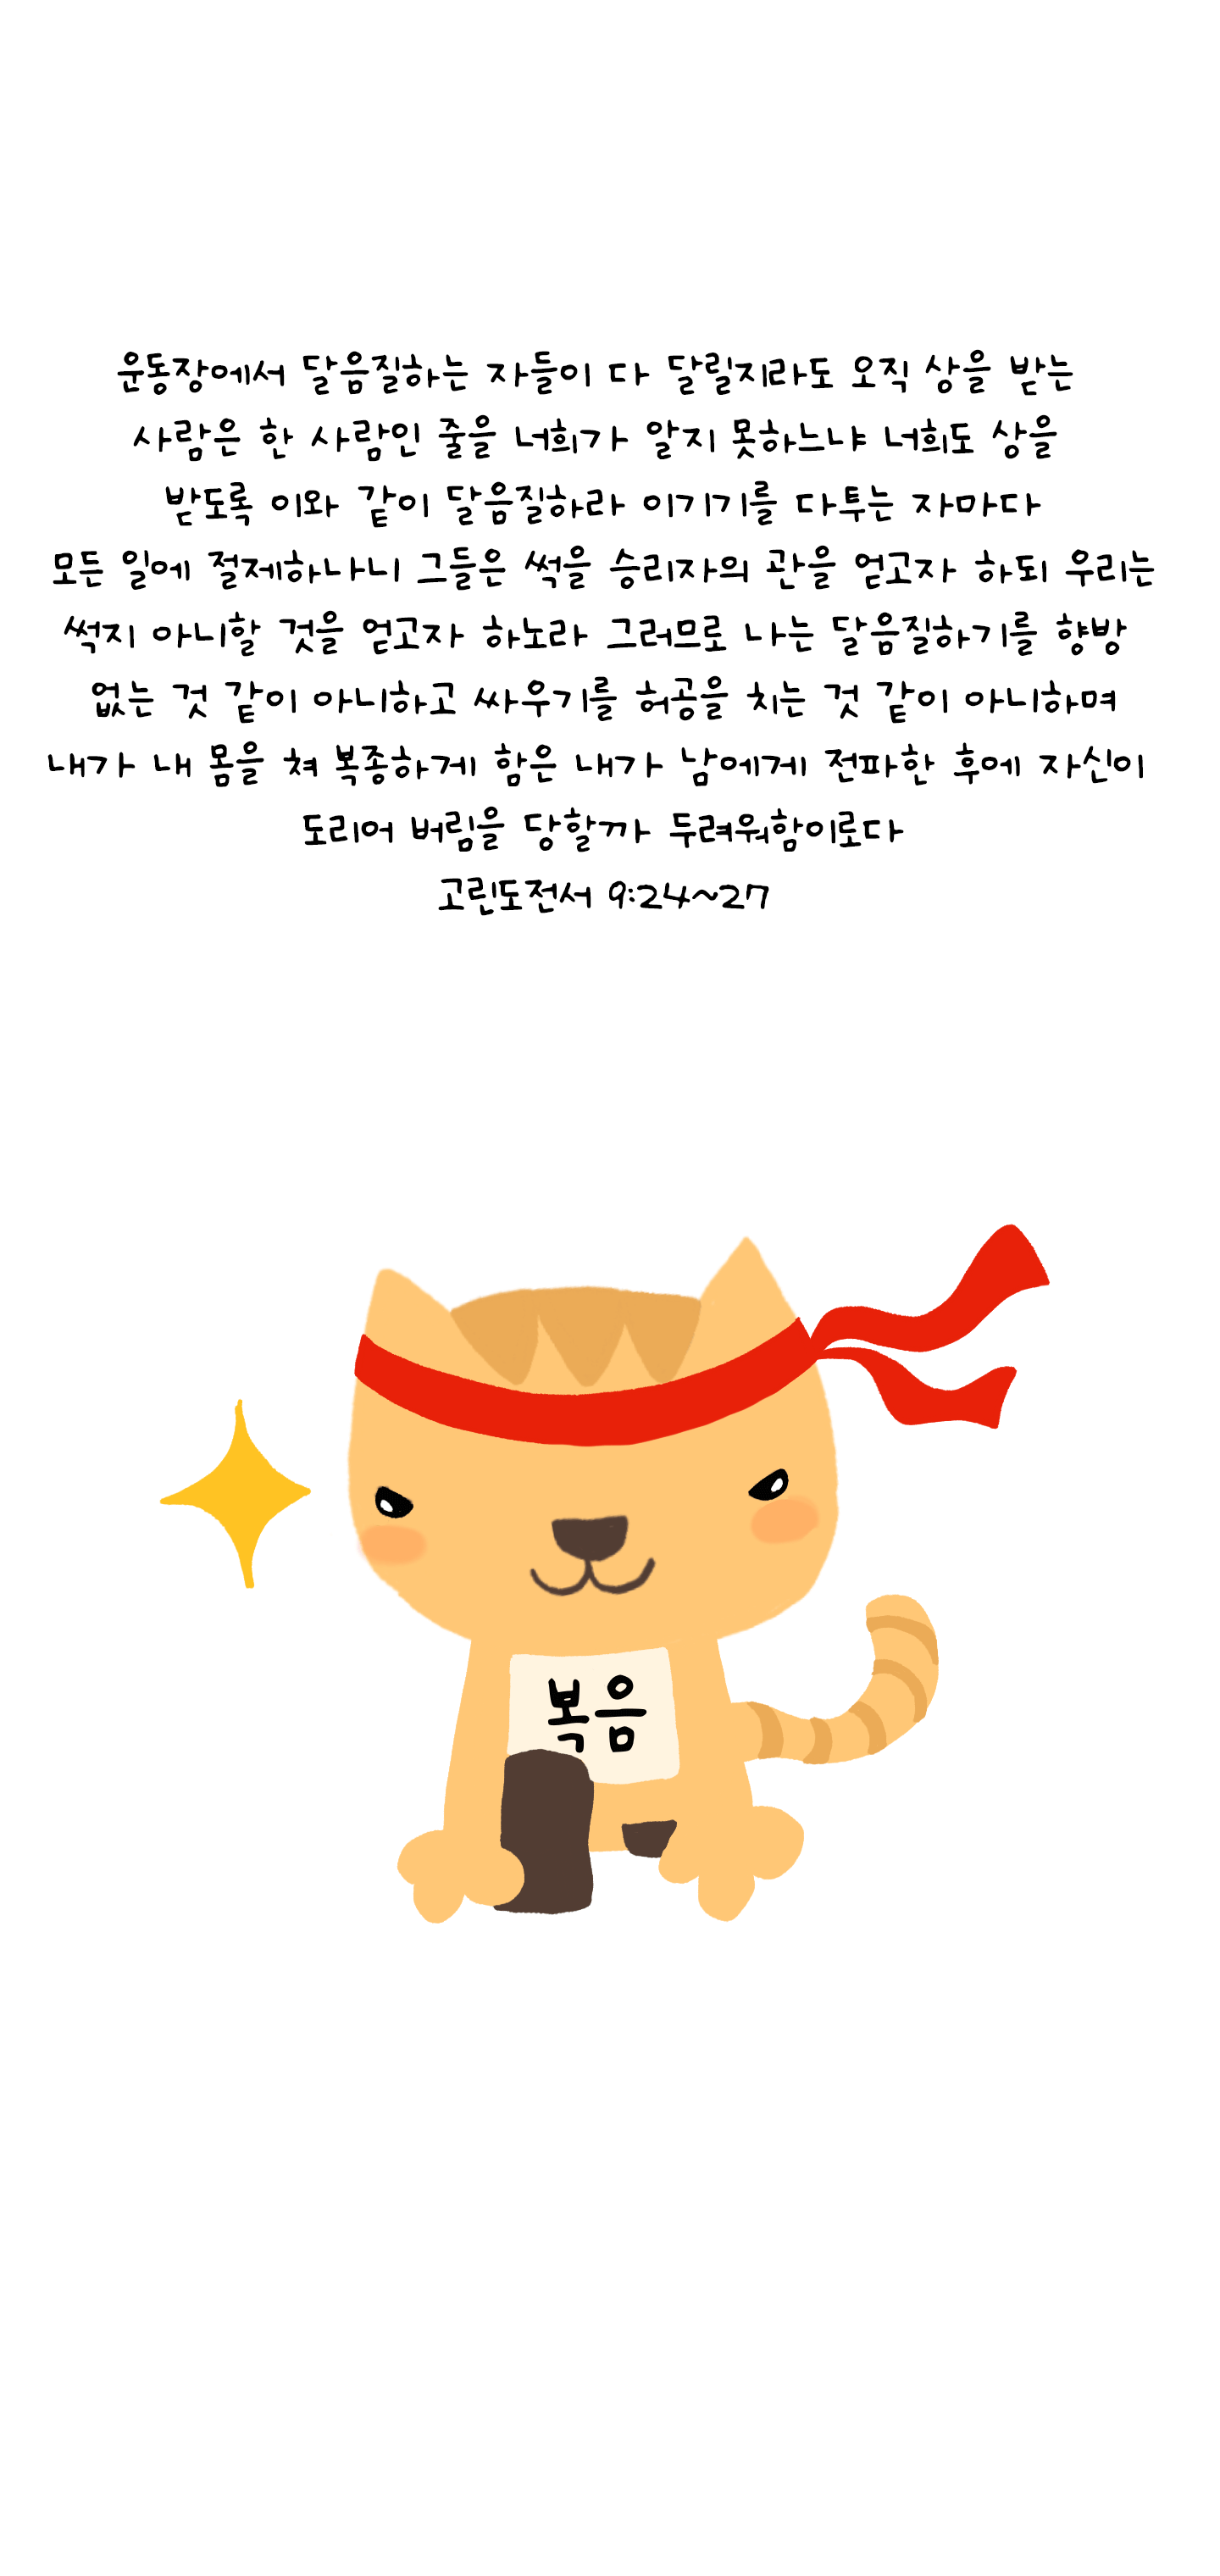 운동장에서 달음질하는 자들이 다 달릴지라도 오직 상을 받는
사람은 한 사람인 줄을 너희가 알지 못하느냐 너희도 상을
받도록 이와 같이 달음질하라 이기기를 다투는 자마다
모든 일에 절제하나니 그들은 썩을 승리자의 관을 얻고자 하되 우리는
썩지 아니할 것을 얻고자 하노라 그러므로 나는 달음질하기를 향방
없는 것 같이 아니하고 싸우기를 허공을 치는 것 같이 아니하며
내가 내 몸을 쳐 복종하게 함은 내가 남에게 전파한 후에 자신이
도리어 버림을 당할까 두려워함이로다
고린도전서 9:24~27
복음